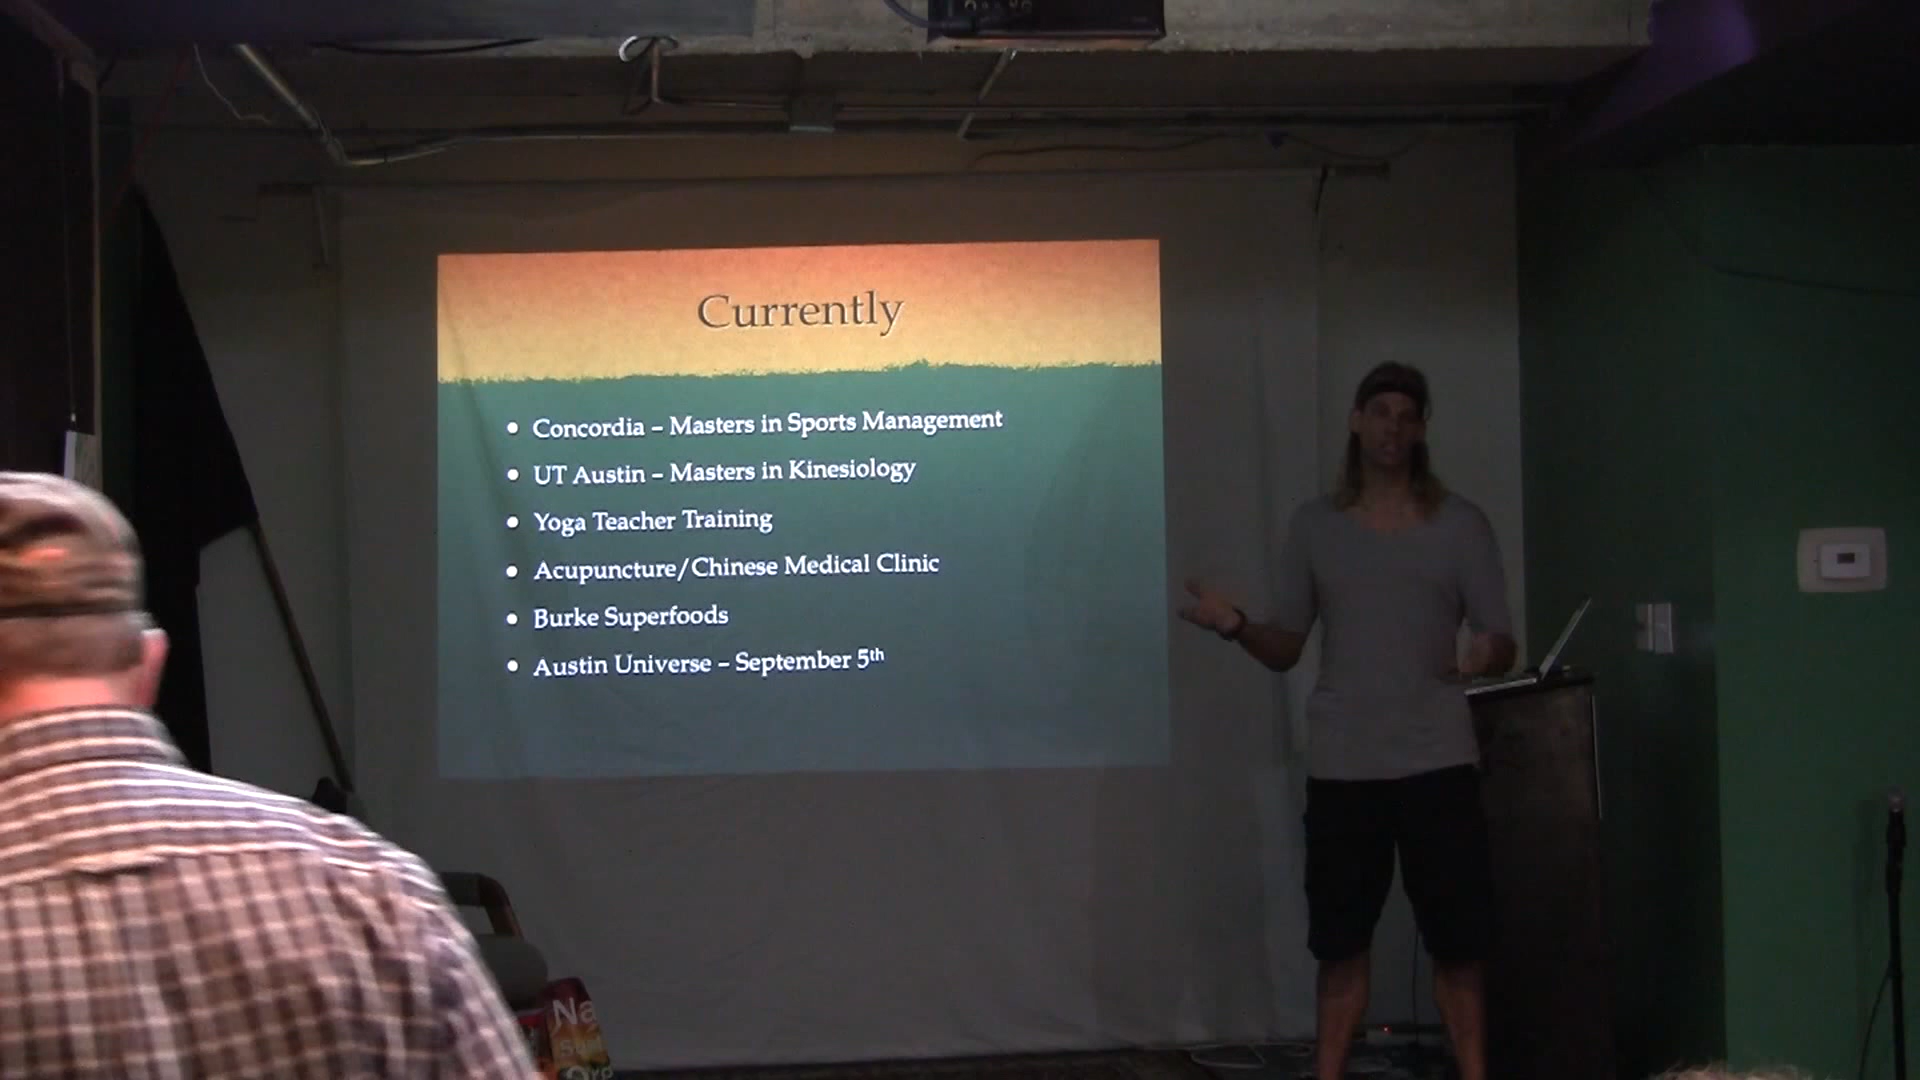 Currently
• Concordia – Masters in Sports Management
• UT Austin – Masters in Kinesiology
• Yoga Teacher Training
• Acupuncture/Chinese Medical Clinic
• Burke Superfoods
• Austin Universe – September 5th
Na